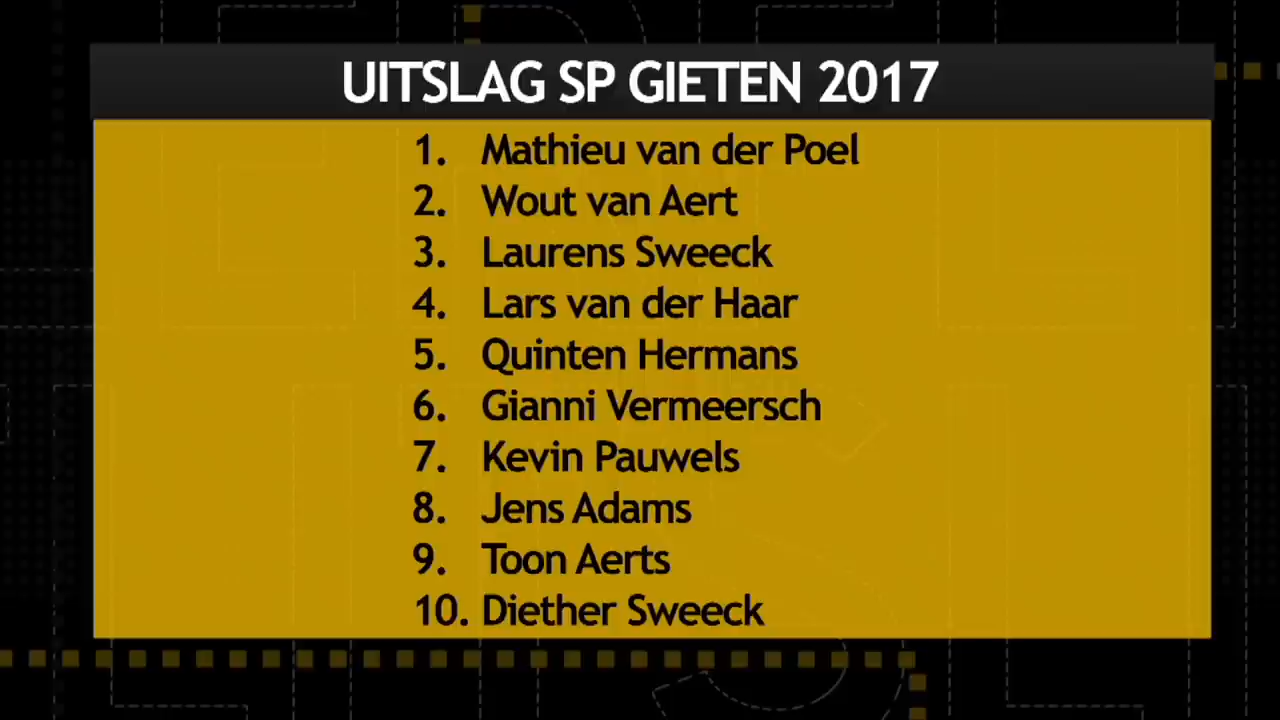 UITSLAG SP GIETEN 2017
1. Mathieu van der Poel
2. Wout van Aert
3. Laurens Sweeck
4. Lars van der Haar
5. Quinten Hermans
6. Gianni Vermeersch
7. Kevin Pauwels
8. Jens Adams
9. Toon Aerts
10. Diether Sweeck